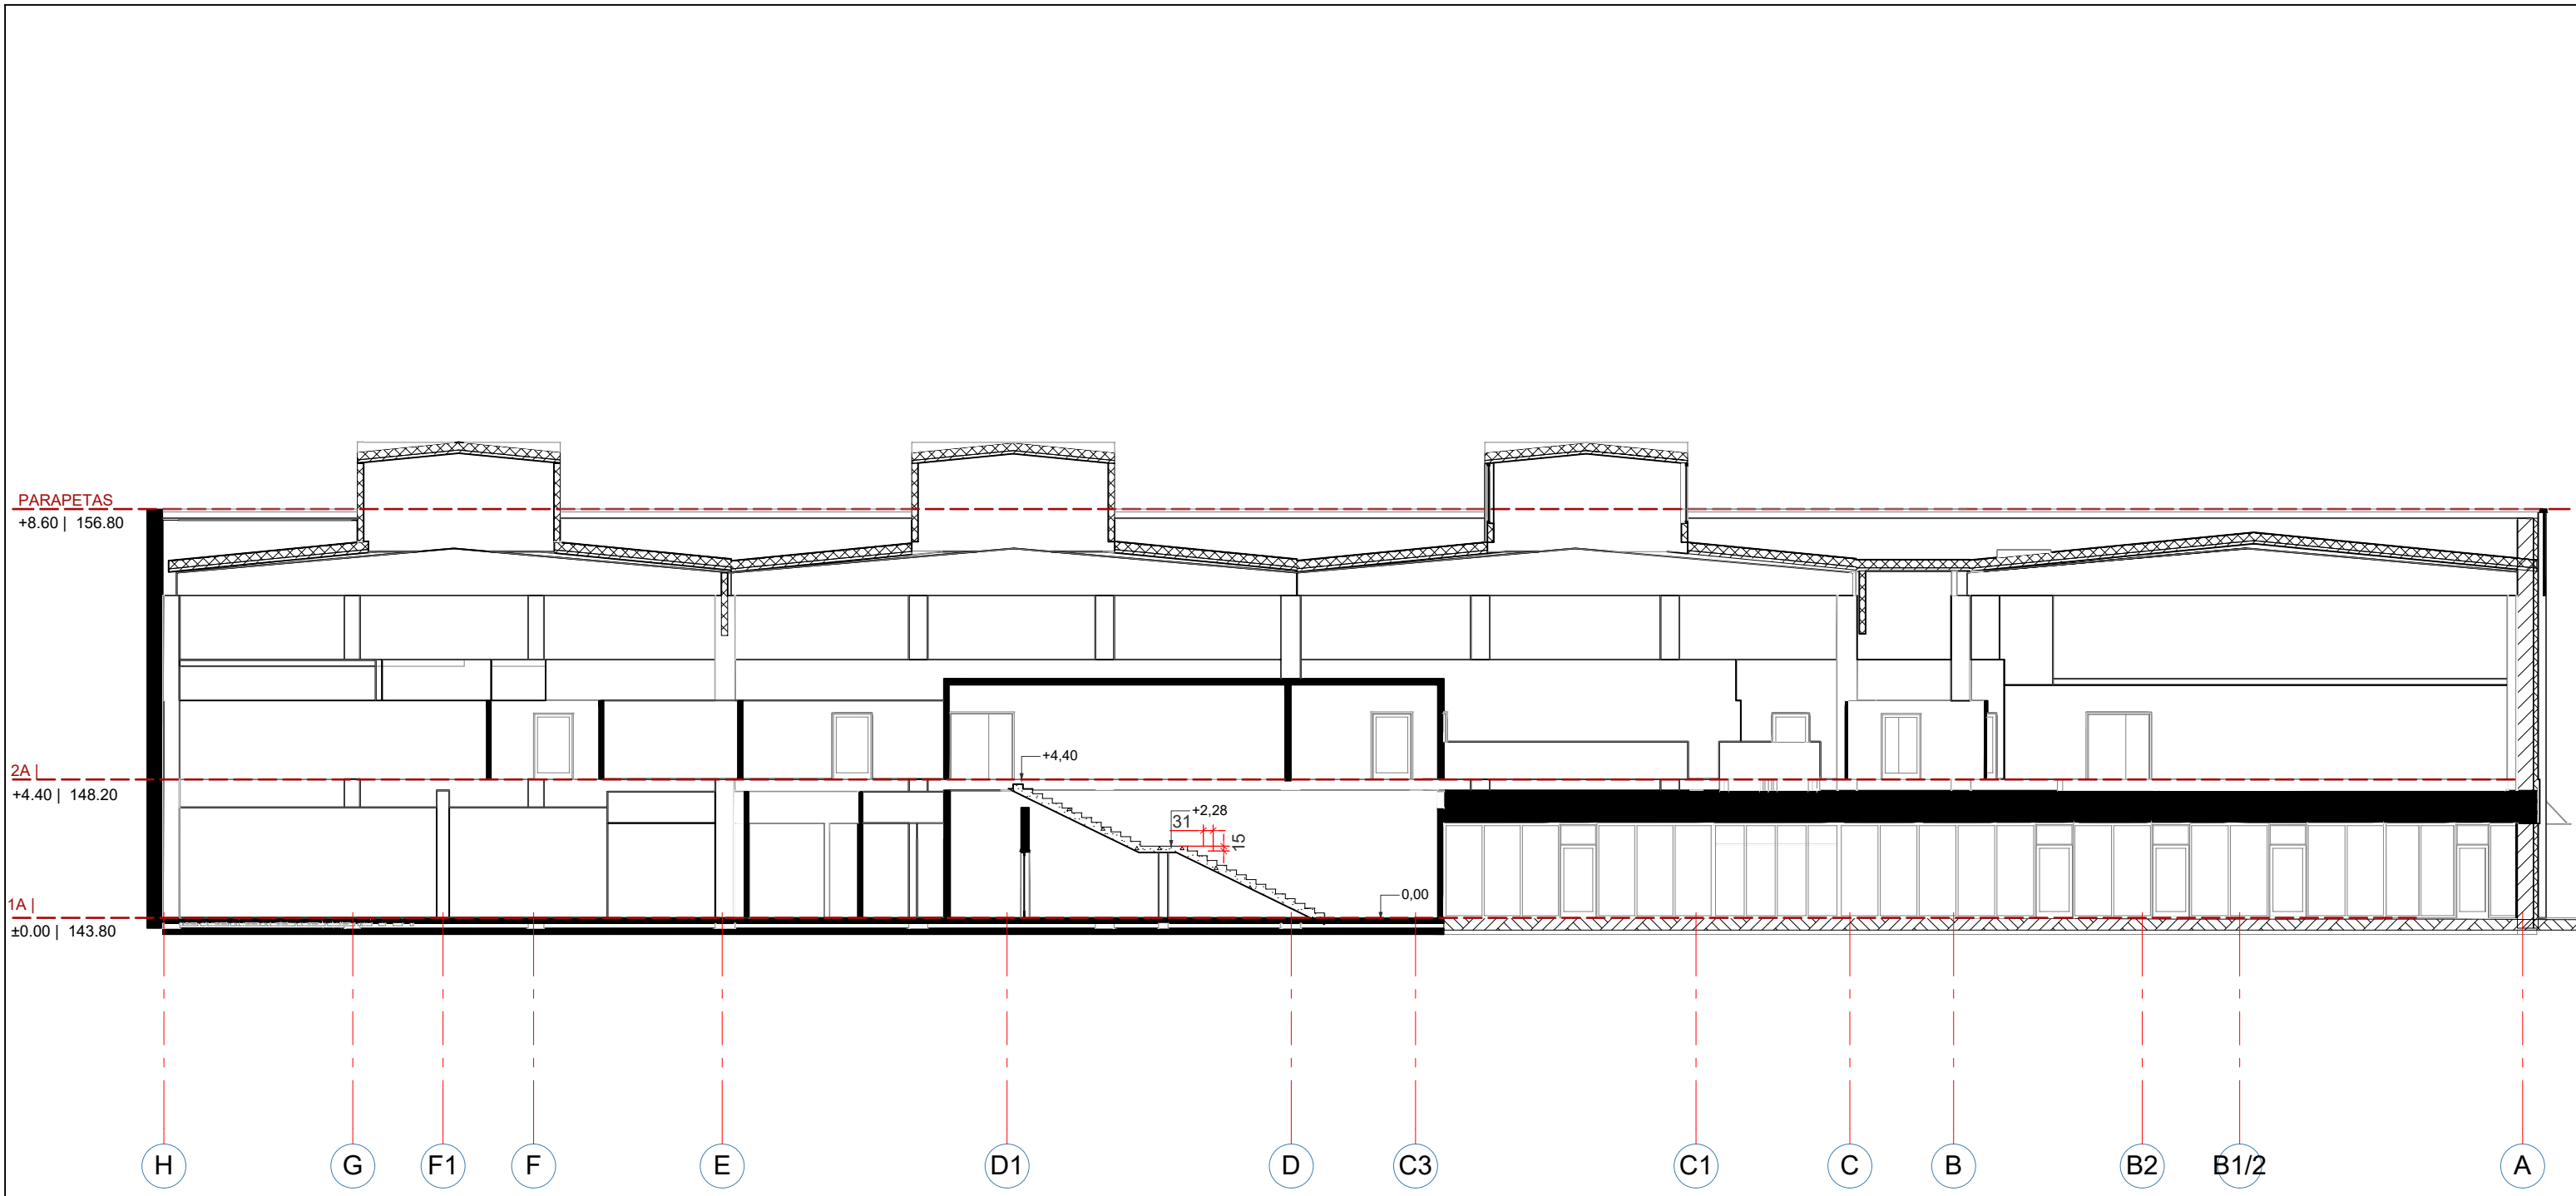 PARAPETAS
+8.60 | 156.80
2A |
+4.40 | 148.20
+4,40
+2,28
31
15
0,00
1A |
±0.00 | 143.80
H G F1 F E D1 D C3 C1 C B B2 B1/2 A